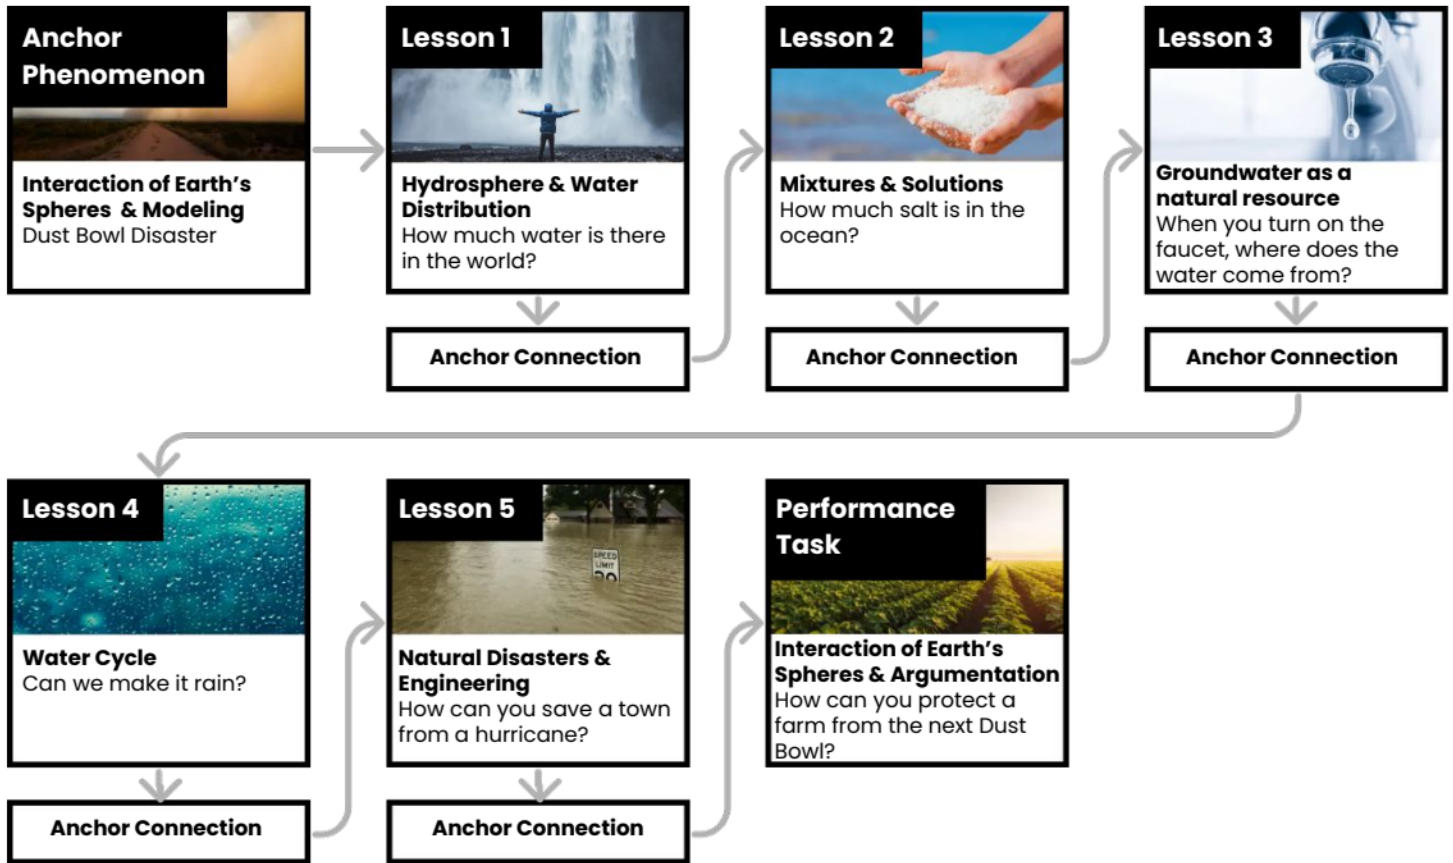 Anchor
Phenomenon
Interaction of Earth's
Spheres & Modeling
Dust Bowl Disaster
Lesson 1
Hydrosphere & Water
Distribution
How much water is there
in the world?
Anchor Connection
Lesson 2
Mixtures & Solutions
How much salt is in the
ocean?
Anchor Connection
Lesson 3
Groundwater as a
natural resource
When you turn on the
faucet, where does the
water come from?
Anchor Connection
Lesson 4
Water Cycle
Can we make it rain?
Anchor Connection
Lesson 5
SPEED
LIMIT
Natural Disasters &
Engineering
How can you save a town
from a hurricane?
Anchor Connection
Performance
Task
Interaction of Earth's
Spheres & Argumentation
How can you protect a
farm from the next Dust
Bowl?